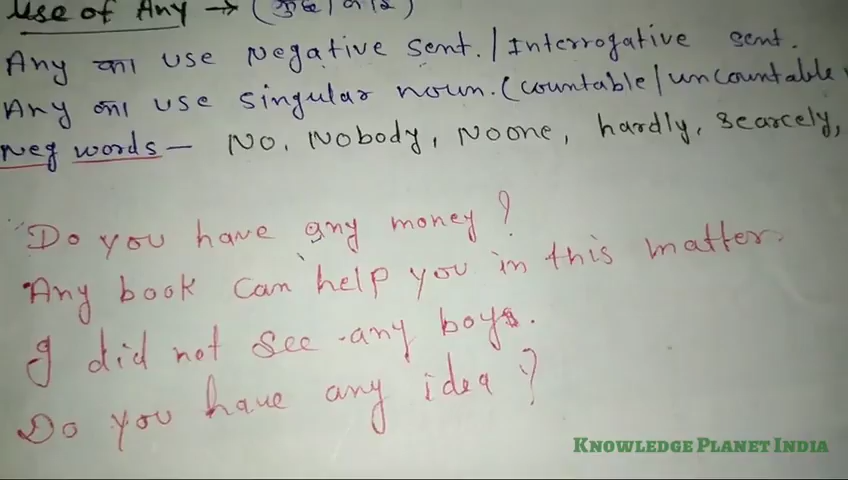 Use of Any → (कुछ /
Any का use Negative sent. / Interrogative sent.
Any का use singular noun. (countable / uncountable
Neg words — No, Nobody, Noone, hardly, scarcely,
Do you have any money ?
Any book can help you in this matter.
I did not see any boys.
Do you have any idea ?
KNOWLEDGE PLANET INDIA